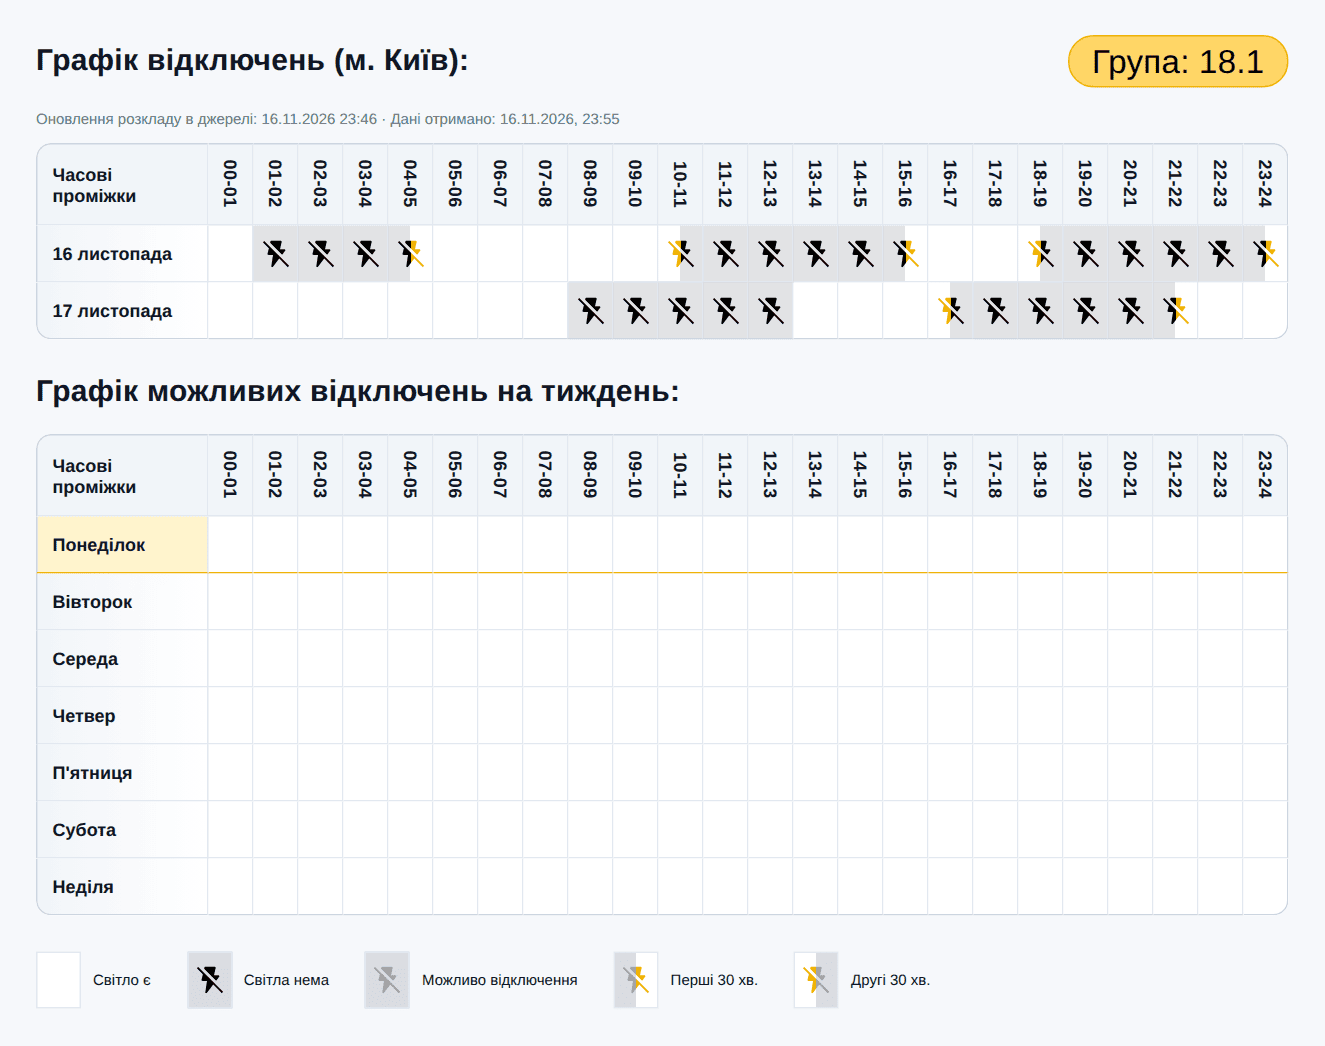 Графік відключень (м. Київ):
Група: 18.1
Оновлення розкладу в джерелі: 16.11.2026 23:46 · Дані отримано: 16.11.2026, 23:55
Часові
проміжки
00-01 01-02 02-03 03-04 04-05 05-06 06-07 07-08 08-09 09-10 10-11 11-12 12-13 13-14 14-15 15-16 16-17 17-18 18-19 19-20 20-21 21-22 22-23 23-24
16 листопада
17 листопада
Графік можливих відключень на тиждень:
Часові
проміжки
00-01 01-02 02-03 03-04 04-05 05-06 06-07 07-08 08-09 09-10 10-11 11-12 12-13 13-14 14-15 15-16 16-17 17-18 18-19 19-20 20-21 21-22 22-23 23-24
Понеділок
Вівторок
Середа
Четвер
П'ятниця
Субота
Неділя
Світло є Світла нема Можливо відключення Перші 30 хв. Другі 30 хв.